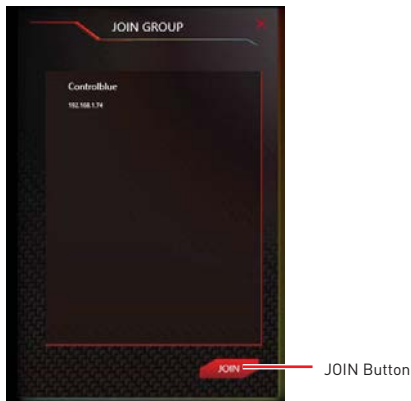 JOIN GROUP
Controlblue
192.168.1.74
JOIN
JOIN Button